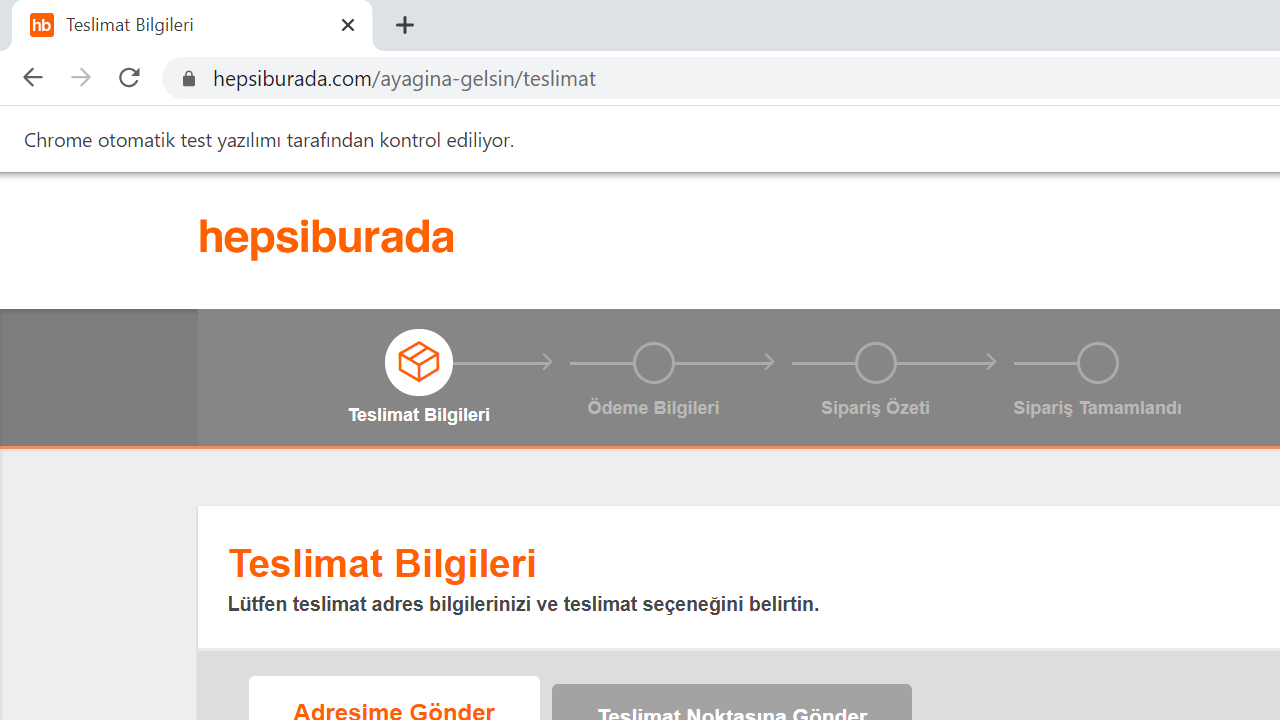 hb Teslimat Bilgileri
hepsiburada.com/ayagina-gelsin/teslimat
Chrome otomatik test yazılımı tarafından kontrol ediliyor.
hepsiburada
Teslimat Bilgileri
Ödeme Bilgileri
Sipariş Özeti
Sipariş Tamamlandı
Teslimat Bilgileri
Lütfen teslimat adres bilgilerinizi ve teslimat seçeneğini belirtin.
Adresime Gönder
Teslimat Noktasına Gönder